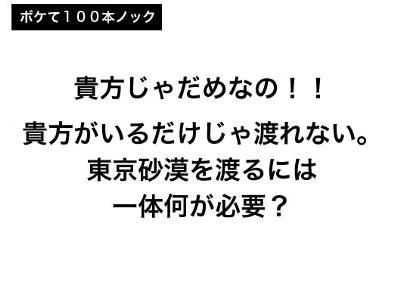 ボケて１００本ノック
貴方じゃだめなの！！
貴方がいるだけじゃ渡れない。
東京砂漠を渡るには
一体何が必要？